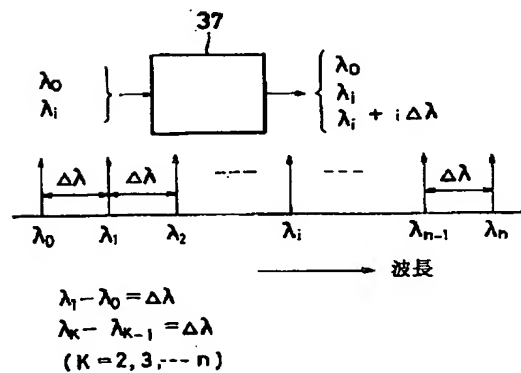 37
λ₀ λ₀
λᵢ λᵢ
λᵢ + iΔλ
Δλ Δλ ---- ---- Δλ
λ₀ λ₁ λ₂ λᵢ λₙ₋₁ λₙ
波長
λ₁−λ₀ = Δλ
λₖ− λₖ₋₁ = Δλ
(K = 2, 3, --- n)